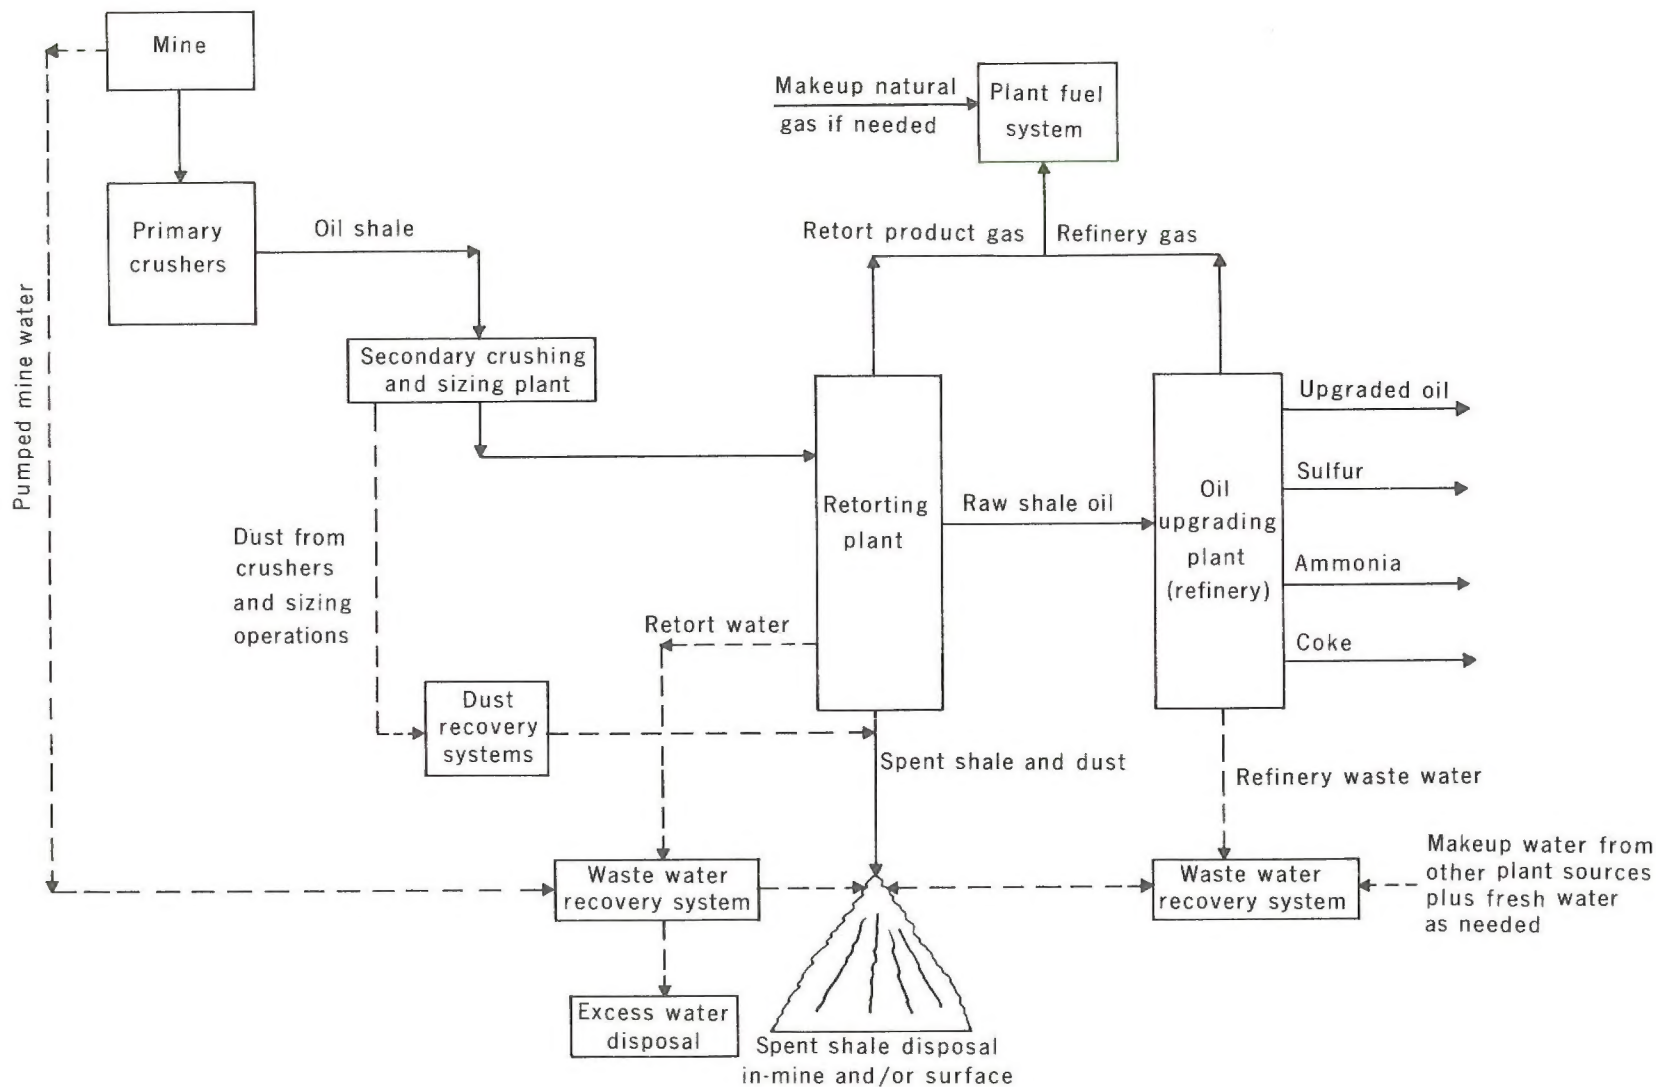 Mine
Makeup natural
gas if needed
Plant fuel
system
Primary
crushers
Oil shale
Retort product gas
Refinery gas
Pumped mine water
Secondary crushing
and sizing plant
Upgraded oil
Sulfur
Retorting
plant
Raw shale oil
Oil
upgrading
plant
(refinery)
Ammonia
Coke
Dust from
crushers
and sizing
operations
Retort water
Dust
recovery
systems
Spent shale and dust
Refinery waste water
Waste water
recovery system
Waste water
recovery system
Makeup water from
other plant sources
plus fresh water
as needed
Excess water
disposal
Spent shale disposal
in-mine and/or surface